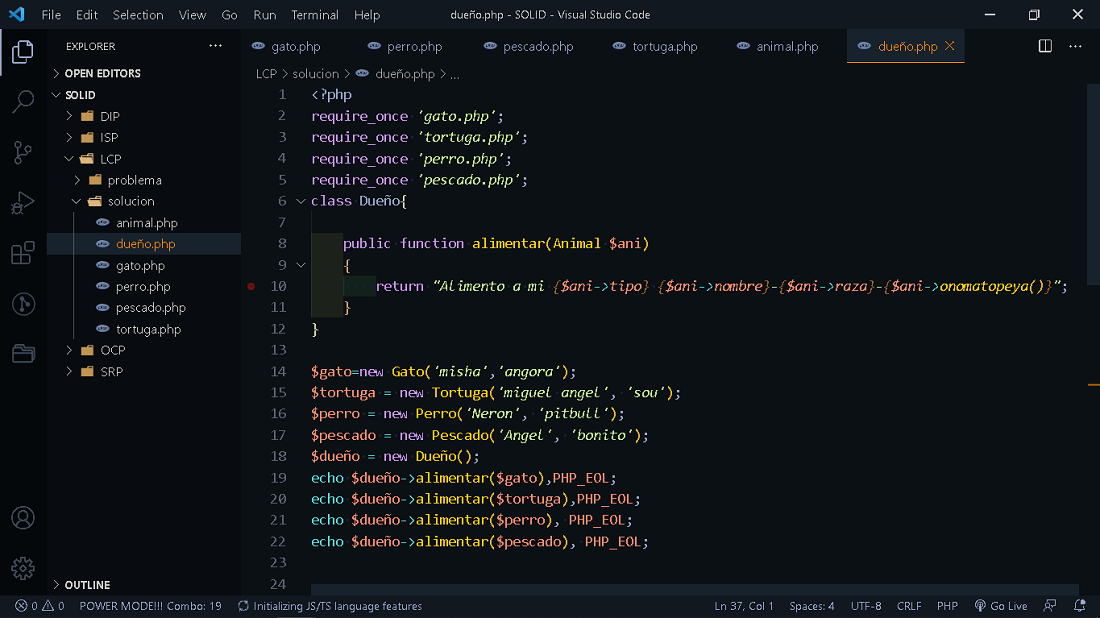 File Edit Selection View Go Run Terminal Help dueño.php - SOLID - Visual Studio Code
EXPLORER
OPEN EDITORS
SOLID
DIP
ISP
LCP
problema
solucion
animal.php
dueño.php
gato.php
perro.php
pescado.php
tortuga.php
OCP
SRP
OUTLINE
gato.php perro.php pescado.php tortuga.php animal.php dueño.php
LCP > solucion > dueño.php > ...
1 <?php
2 require_once 'gato.php';
3 require_once 'tortuga.php';
4 require_once 'perro.php';
5 require_once 'pescado.php';
6 class Dueño{
7
8 public function alimentar(Animal $ani)
9 {
10 return "Alimento a mi {$ani->tipo} {$ani->nombre}-{$ani->raza}-{$ani->onomatopeya()}";
11 }
12 }
13
14 $gato=new Gato('misha','angora');
15 $tortuga = new Tortuga('miguel angel', 'sou');
16 $perro = new Perro('Neron', 'pitbull');
17 $pescado = new Pescado('Angel', 'bonito');
18 $dueño = new Dueño();
19 echo $dueño->alimentar($gato),PHP_EOL;
20 echo $dueño->alimentar($tortuga),PHP_EOL;
21 echo $dueño->alimentar($perro), PHP_EOL;
22 echo $dueño->alimentar($pescado), PHP_EOL;
23
24
0 0 POWER MODE!!! Combo: 19 Initializing JS/TS language features Ln 37, Col 1 Spaces: 4 UTF-8 CRLF PHP Go Live